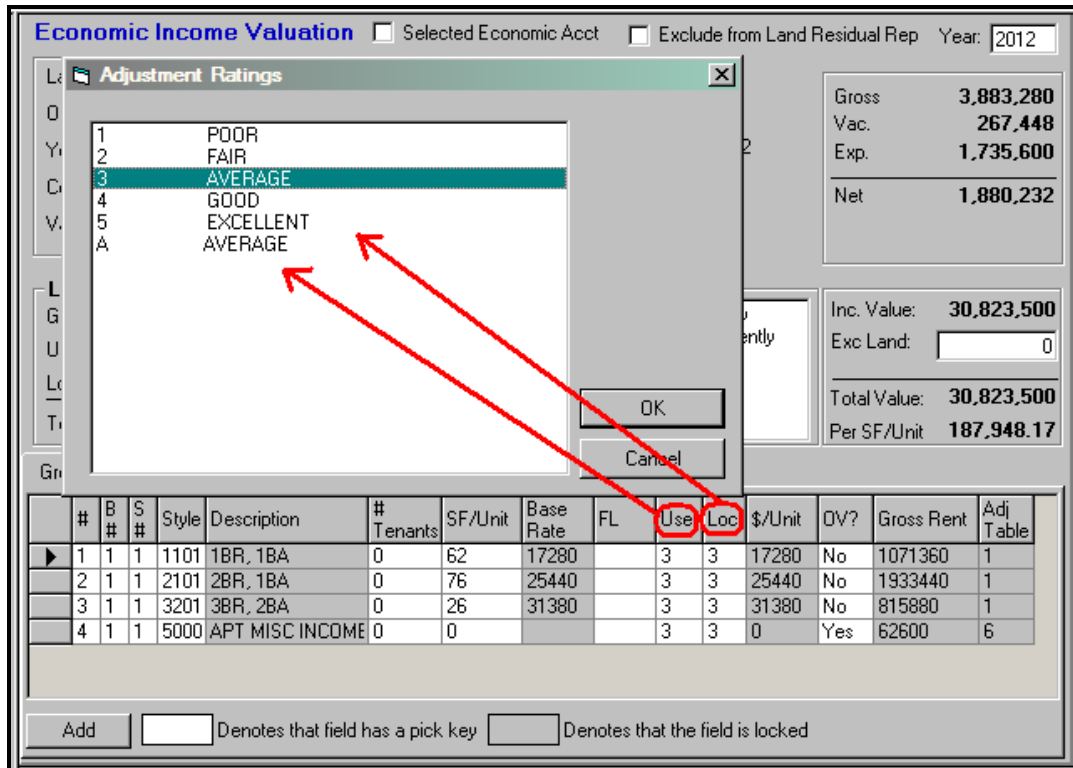 Economic Income Valuation Selected Economic Acct Exclude from Land Residual Rep Year: 2012
Adjustment Ratings
1 POOR
2 FAIR
3 AVERAGE
4 GOOD
5 EXCELLENT
A AVERAGE
OK
Cancel
Gross 3,883,280
Vac. 267,448
Exp. 1,735,600
Net 1,880,232
Inc. Value: 30,823,500
Exc Land: 0
Total Value: 30,823,500
Per SF/Unit 187,948.17
# B # S # Style Description # Tenants SF/Unit Base Rate FL Use Loc $/Unit OV? Gross Rent Adj Table
1 1 1 1101 1BR, 1BA 0 62 17280 3 3 17280 No 1071360 1
2 1 1 2101 2BR, 1BA 0 76 25440 3 3 25440 No 1933440 1
3 1 1 3201 3BR, 2BA 0 26 31380 3 3 31380 No 815880 1
4 1 1 5000 APT MISC INCOME 0 0 3 3 0 Yes 62600 6
Add Denotes that field has a pick key Denotes that the field is locked